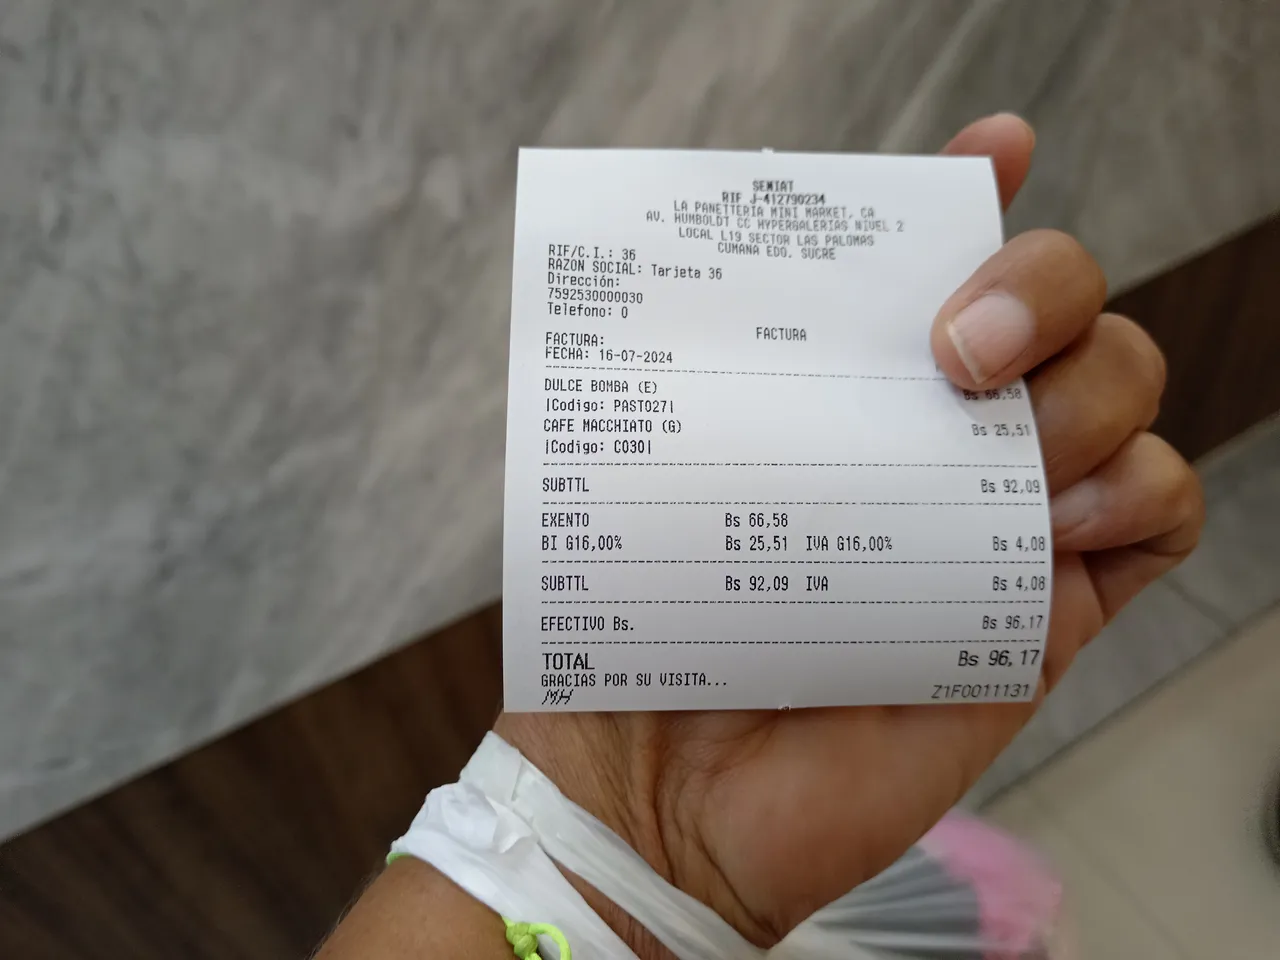 SENIAT
RIF J-412790234
LA PANETTERIA MINI MARKET, CA
AV. HUMBOLDT CC HYPERGALERIAS NIVEL 2
LOCAL L19 SECTOR LAS PALOMAS
CUMANA EDO. SUCRE
RIF/C.I.: 36
RAZON SOCIAL: Tarjeta 36
Dirección:
7592530000030
Telefono: 0
FACTURA
FACTURA:
FECHA: 16-07-2024
DULCE BOMBA (E) Bs 66,58
|Codigo: PAST027|
CAFE MACCHIATO (G) Bs 25,51
|Codigo: C030|
SUBTTL Bs 92,09
EXENTO Bs 66,58
BI G16,00% Bs 25,51 IVA G16,00% Bs 4,08
SUBTTL Bs 92,09 IVA Bs 4,08
EFECTIVO Bs. Bs 96,17
TOTAL Bs 96,17
GRACIAS POR SU VISITA...
MH Z1F0011131